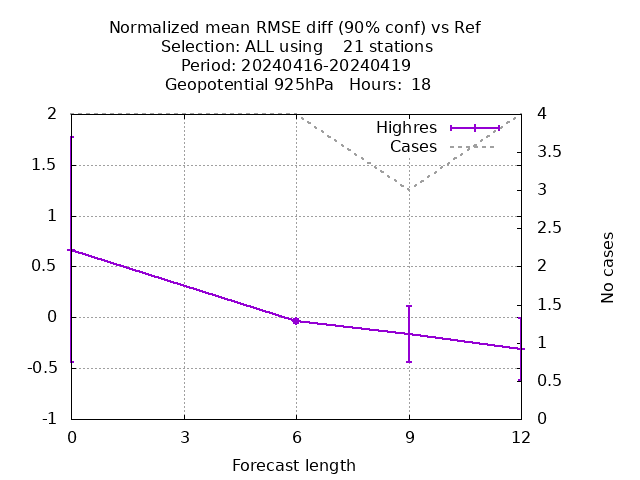 Normalized mean RMSE diff (90% conf) vs Ref
Selection: ALL using    21 stations
Period: 20240416-20240419
Geopotential 925hPa   Hours:  18
Highres
Cases
2
1.5
1
0.5
0
-0.5
-1
4
3.5
3
2.5
2
1.5
1
0.5
0
No cases
0 3 6 9 12
Forecast length